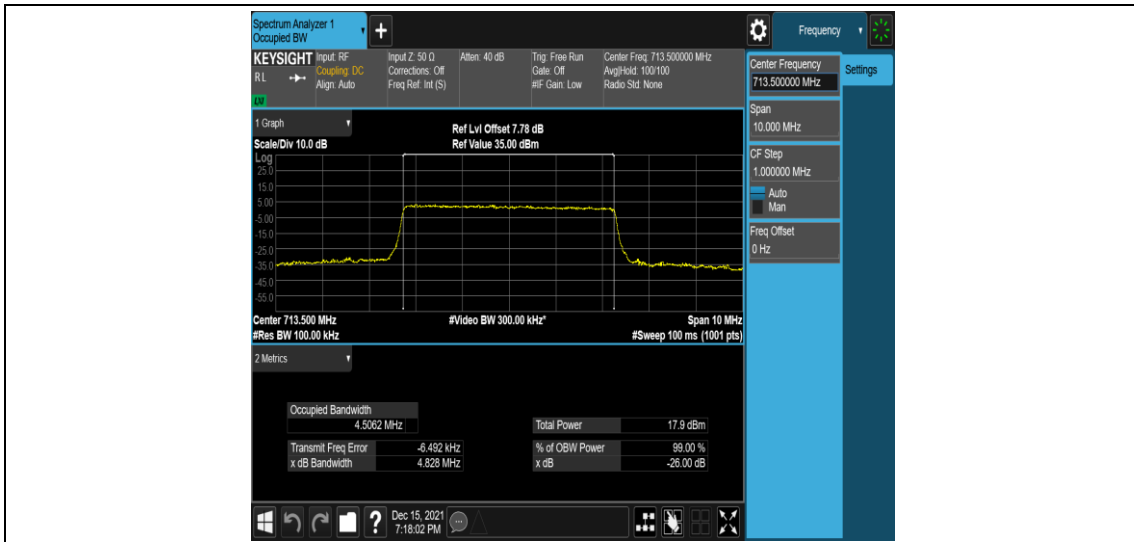 Spectrum Analyzer 1
Occupied BW
Frequency
KEYSIGHT
RL
LXI
Input: RF
Coupling: DC
Align: Auto
Input Z: 50 Ω
Corrections: Off
Freq Ref: Int (S)
Atten: 40 dB
Trig: Free Run
Gate: Off
#IF Gain: Low
Center Freq: 713.500000 MHz
Avg|Hold: 100/100
Radio Std: None
Center Frequency
713.500000 MHz
Settings
Span
10.000 MHz
CF Step
1.000000 MHz
Auto
Man
Freq Offset
0 Hz
1 Graph
Scale/Div 10.0 dB
Ref Lvl Offset 7.78 dB
Ref Value 35.00 dBm
Log
25.0
15.0
5.00
-5.00
-15.0
-25.0
-35.0
-45.0
-55.0
Center 713.500 MHz
#Video BW 300.00 kHz*
Span 10 MHz
#Res BW 100.00 kHz
#Sweep 100 ms (1001 pts)
2 Metrics
Occupied Bandwidth
4.5062 MHz
Transmit Freq Error -6.492 kHz
x dB Bandwidth 4.828 MHz
Total Power 17.9 dBm
% of OBW Power 99.00 %
x dB -26.00 dB
?
Dec 15, 2021
7:18:02 PM